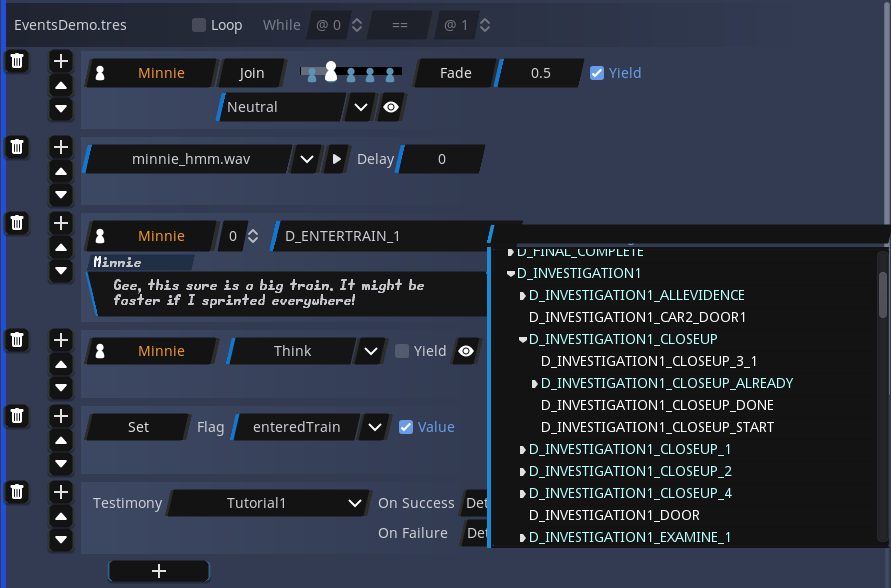 EventsDemo.tres Loop While @ 0 == @ 1
Minnie Join Fade 0.5 Yield
Neutral
minnie_hmm.wav Delay 0
Minnie 0 D_ENTERTRAIN_1
Minnie
Gee, this sure is a big train. It might be
faster if I sprinted everywhere!
Minnie Think Yield
Set Flag enteredTrain Value
Testimony Tutorial1 On Success Det
On Failure Det
D_FINAL_COMPLETE
D_INVESTIGATION1
D_INVESTIGATION1_ALLEVIDENCE
D_INVESTIGATION1_CAR2_DOOR1
D_INVESTIGATION1_CLOSEUP
D_INVESTIGATION1_CLOSEUP_3_1
D_INVESTIGATION1_CLOSEUP_ALREADY
D_INVESTIGATION1_CLOSEUP_DONE
D_INVESTIGATION1_CLOSEUP_START
D_INVESTIGATION1_CLOSEUP_1
D_INVESTIGATION1_CLOSEUP_2
D_INVESTIGATION1_CLOSEUP_4
D_INVESTIGATION1_DOOR
D_INVESTIGATION1_EXAMINE_1